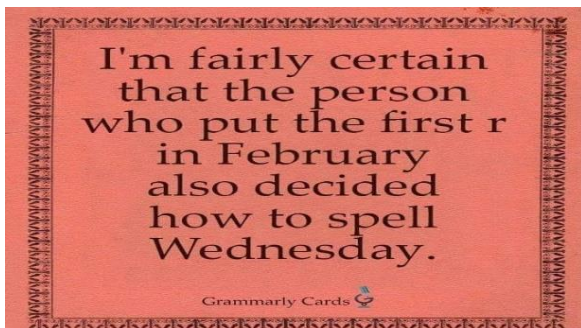 I'm fairly certain
that the person
who put the first r
in February
also decided
how to spell
Wednesday.
Grammarly Cards